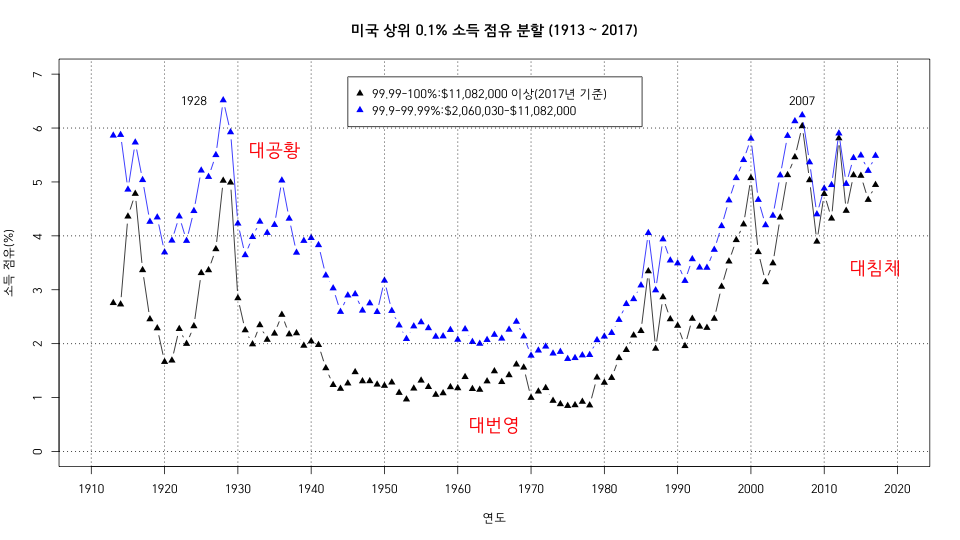 미국 상위 0.1% 소득 점유 분할 (1913 ~ 2017)
99.99-100%:$11,082,000 이상(2017년 기준)
99.9-99.99%:$2,060,030-$11,082,000
1928
2007
대공황
대침체
대번영
소득 점유(%)
7
6
5
4
3
2
1
0
1910 1920 1930 1940 1950 1960 1970 1980 1990 2000 2010 2020
연도